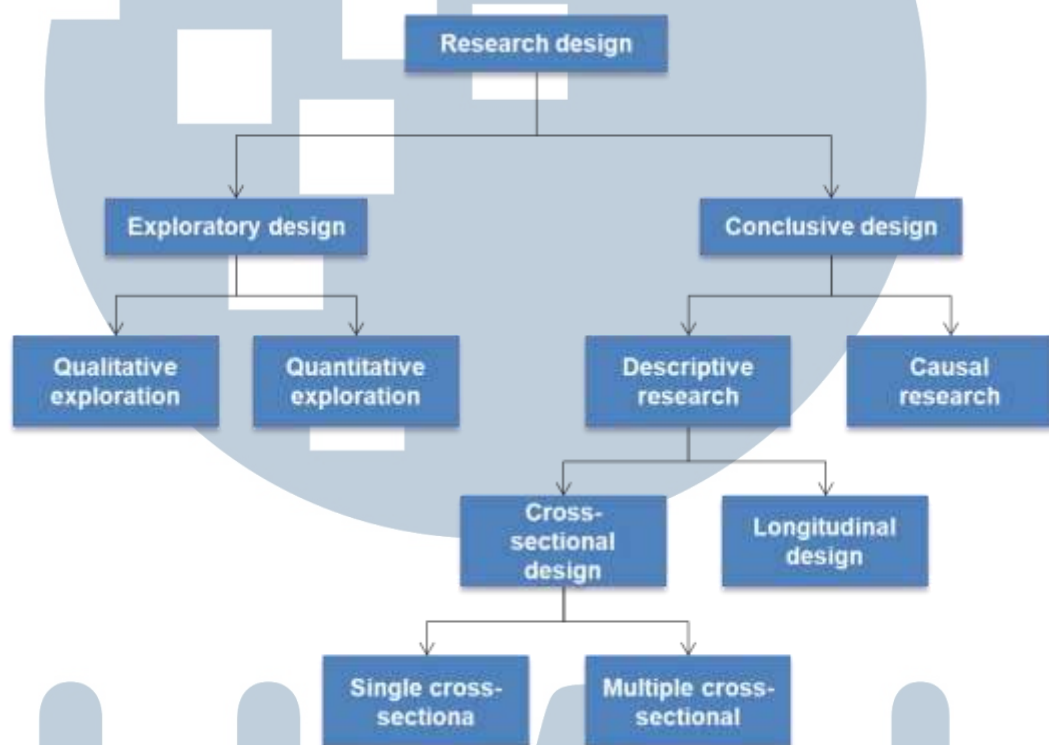 Research design
Exploratory design
Conclusive design
Qualitative
exploration
Quantitative
exploration
Descriptive
research
Causal
research
Cross-
sectional
design
Longitudinal
design
Single cross-
sectiona
Multiple cross-
sectional